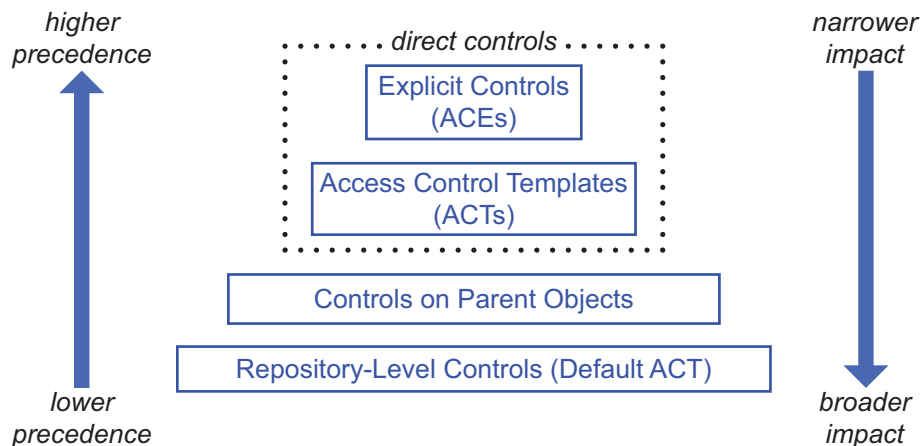 higher
precedence
direct controls
narrower
impact
Explicit Controls
(ACEs)
Access Control Templates
(ACTs)
Controls on Parent Objects
Repository-Level Controls (Default ACT)
lower
precedence
broader
impact